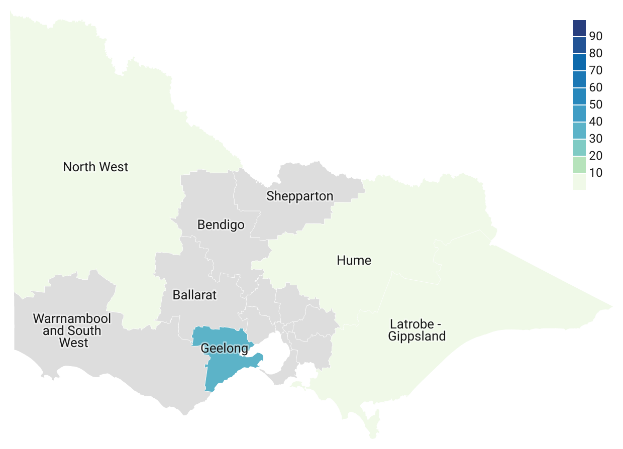 90
80
70
60
50
40
30
20
10
North West
Shepparton
Bendigo
Hume
Ballarat
Warrnambool
and South
West
Latrobe -
Gippsland
Geelong